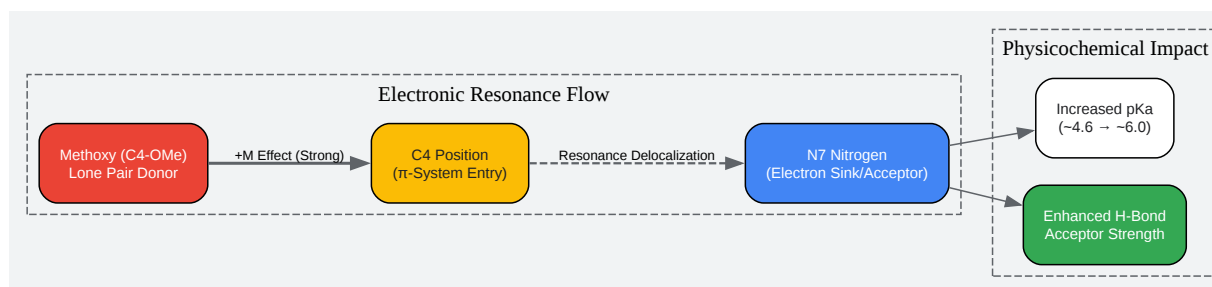 Physicochemical Impact
Electronic Resonance Flow
Methoxy (C4-OMe)
Lone Pair Donor
+M Effect (Strong)
C4 Position
(π-System Entry)
Resonance Delocalization
N7 Nitrogen
(Electron Sink/Acceptor)
Increased pKa
(~4.6 → ~6.0)
Enhanced H-Bond
Acceptor Strength